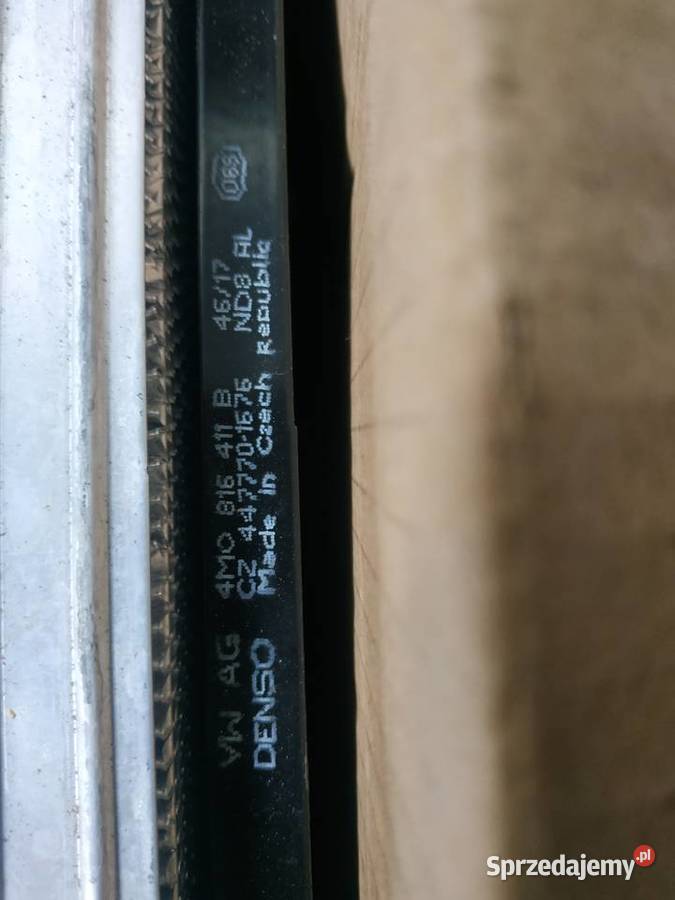 VW AG 4M0 816 411 B 46/17
DENSO CZ 447770-1676 ND8 AL
Made in Czech Republic
Sprzedajemy.pl